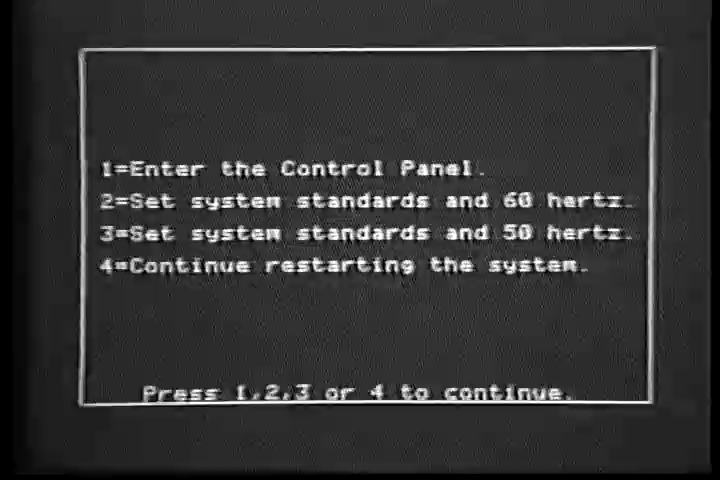 1=Enter the Control Panel.
2=Set system standards and 60 hertz.
3=Set system standards and 50 hertz.
4=Continue restarting the system.
Press 1,2,3 or 4 to continue.